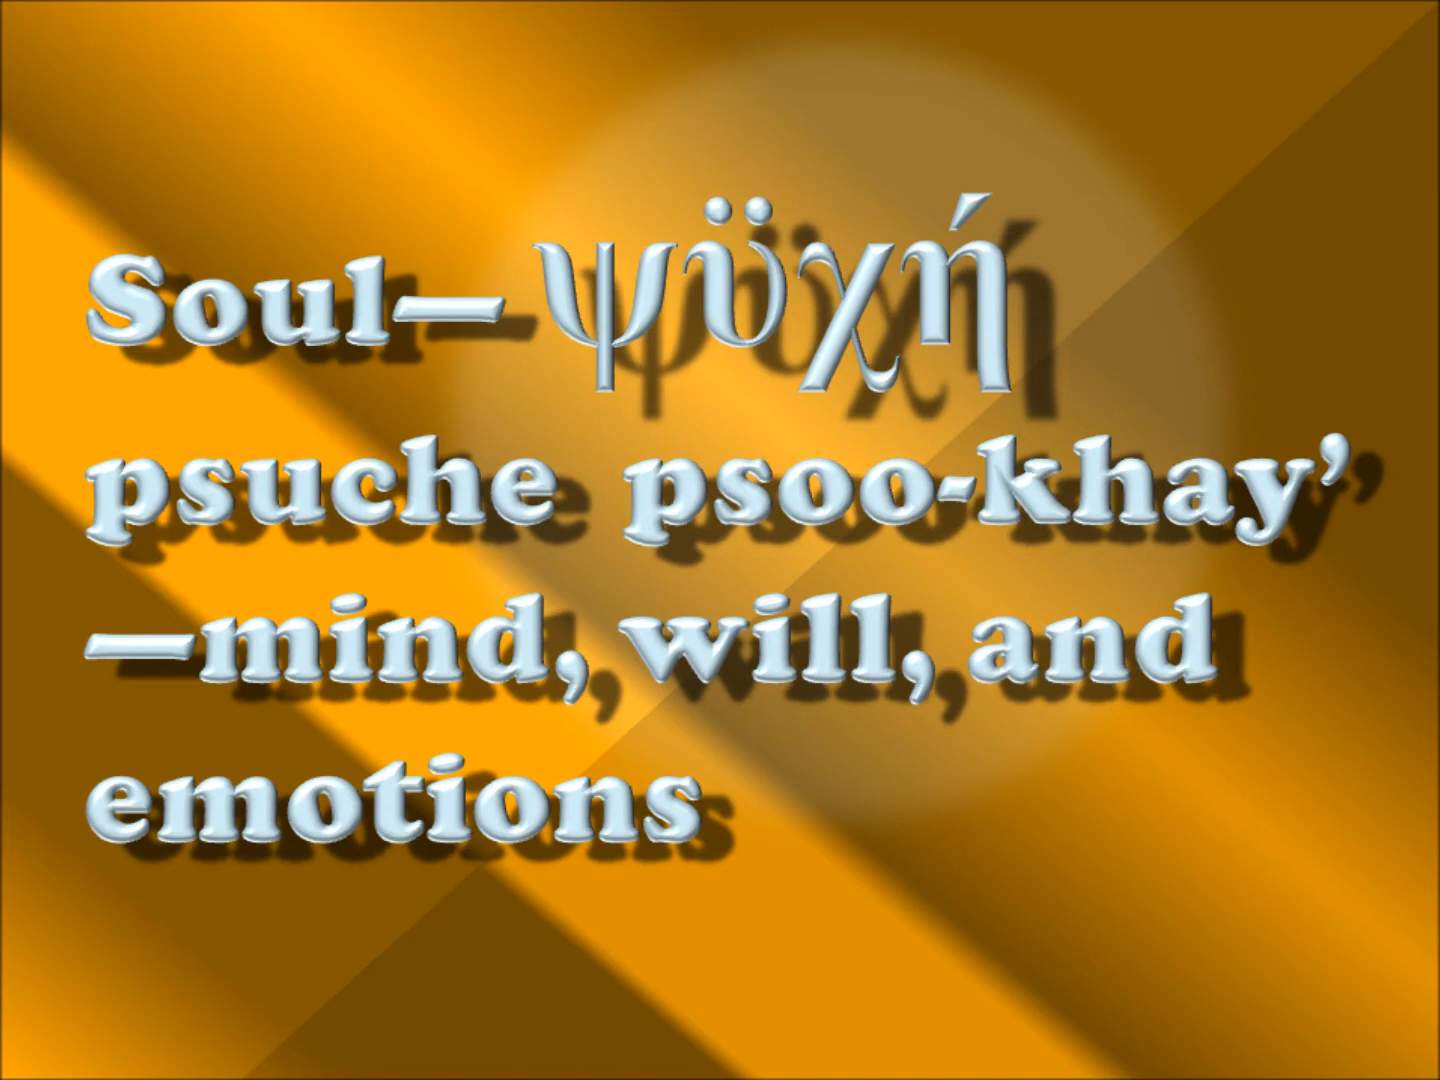 Soul—ψϋχή
psuche  psoo-khay’
—mind, will, and
emotions